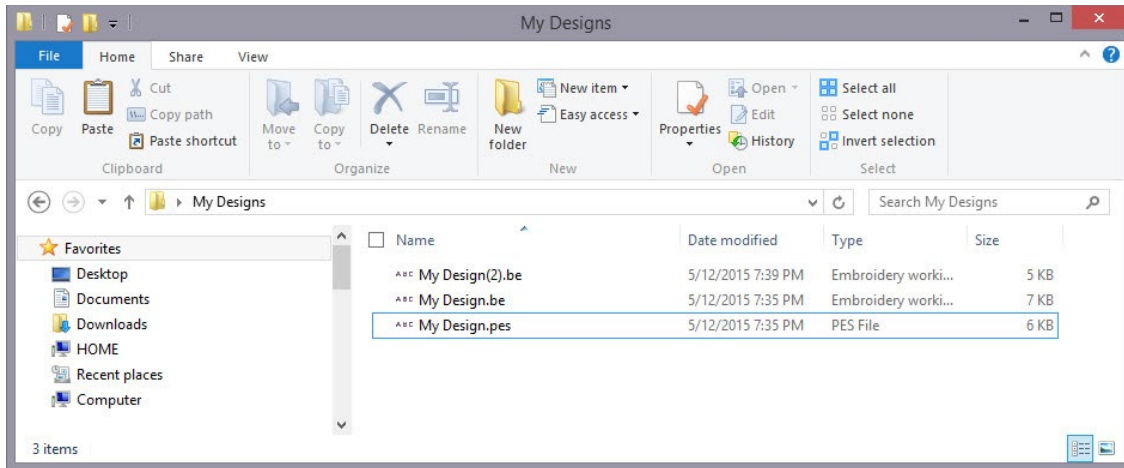 My Designs
File Home Share View
Copy
Paste
Cut
Copy path
Paste shortcut
Clipboard
Move to
Copy to
Delete
Rename
Organize
New folder
New item
Easy access
New
Properties
Open
Edit
History
Open
Select all
Select none
Invert selection
Select
My Designs
Search My Designs
Favorites
Desktop
Documents
Downloads
HOME
Recent places
Computer
Name Date modified Type Size
ABC My Design(2).be 5/12/2015 7:39 PM Embroidery worki... 5 KB
ABC My Design.be 5/12/2015 7:35 PM Embroidery worki... 7 KB
ABC My Design.pes 5/12/2015 7:35 PM PES File 6 KB
3 items